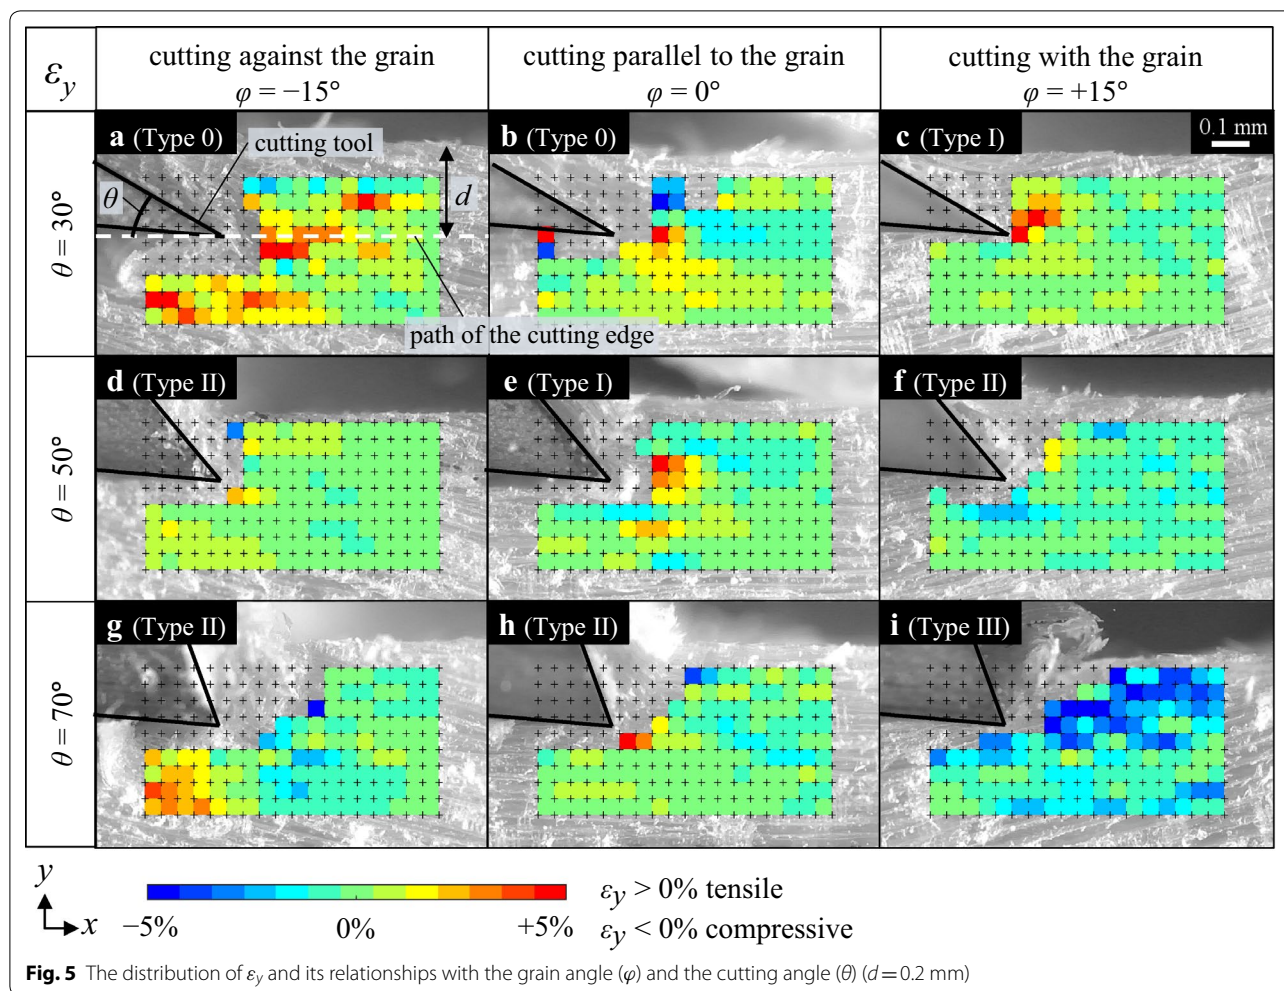 εy
cutting against the grain
φ = −15°
cutting parallel to the grain
φ = 0°
cutting with the grain
φ = +15°
θ = 30°
a (Type 0)
cutting tool
θ
d
path of the cutting edge
b (Type 0)
c (Type I)
0.1 mm
θ = 50°
d (Type II)
e (Type I)
f (Type II)
θ = 70°
g (Type II)
h (Type II)
i (Type III)
y
x
−5%
0%
+5%
εy > 0% tensile
εy < 0% compressive
Fig. 5 The distribution of εy and its relationships with the grain angle (φ) and the cutting angle (θ) (d = 0.2 mm)